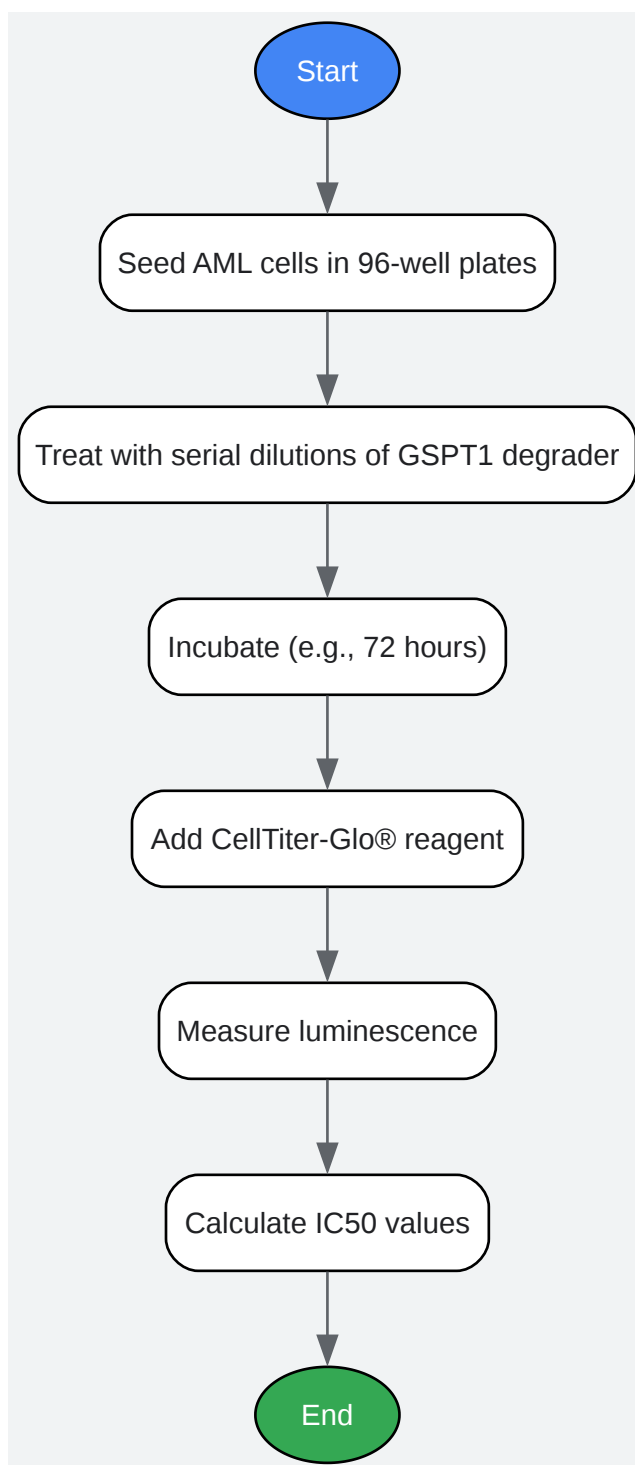 Start
Seed AML cells in 96-well plates
Treat with serial dilutions of GSPT1 degrader
Incubate (e.g., 72 hours)
Add CellTiter-Glo® reagent
Measure luminescence
Calculate IC50 values
End